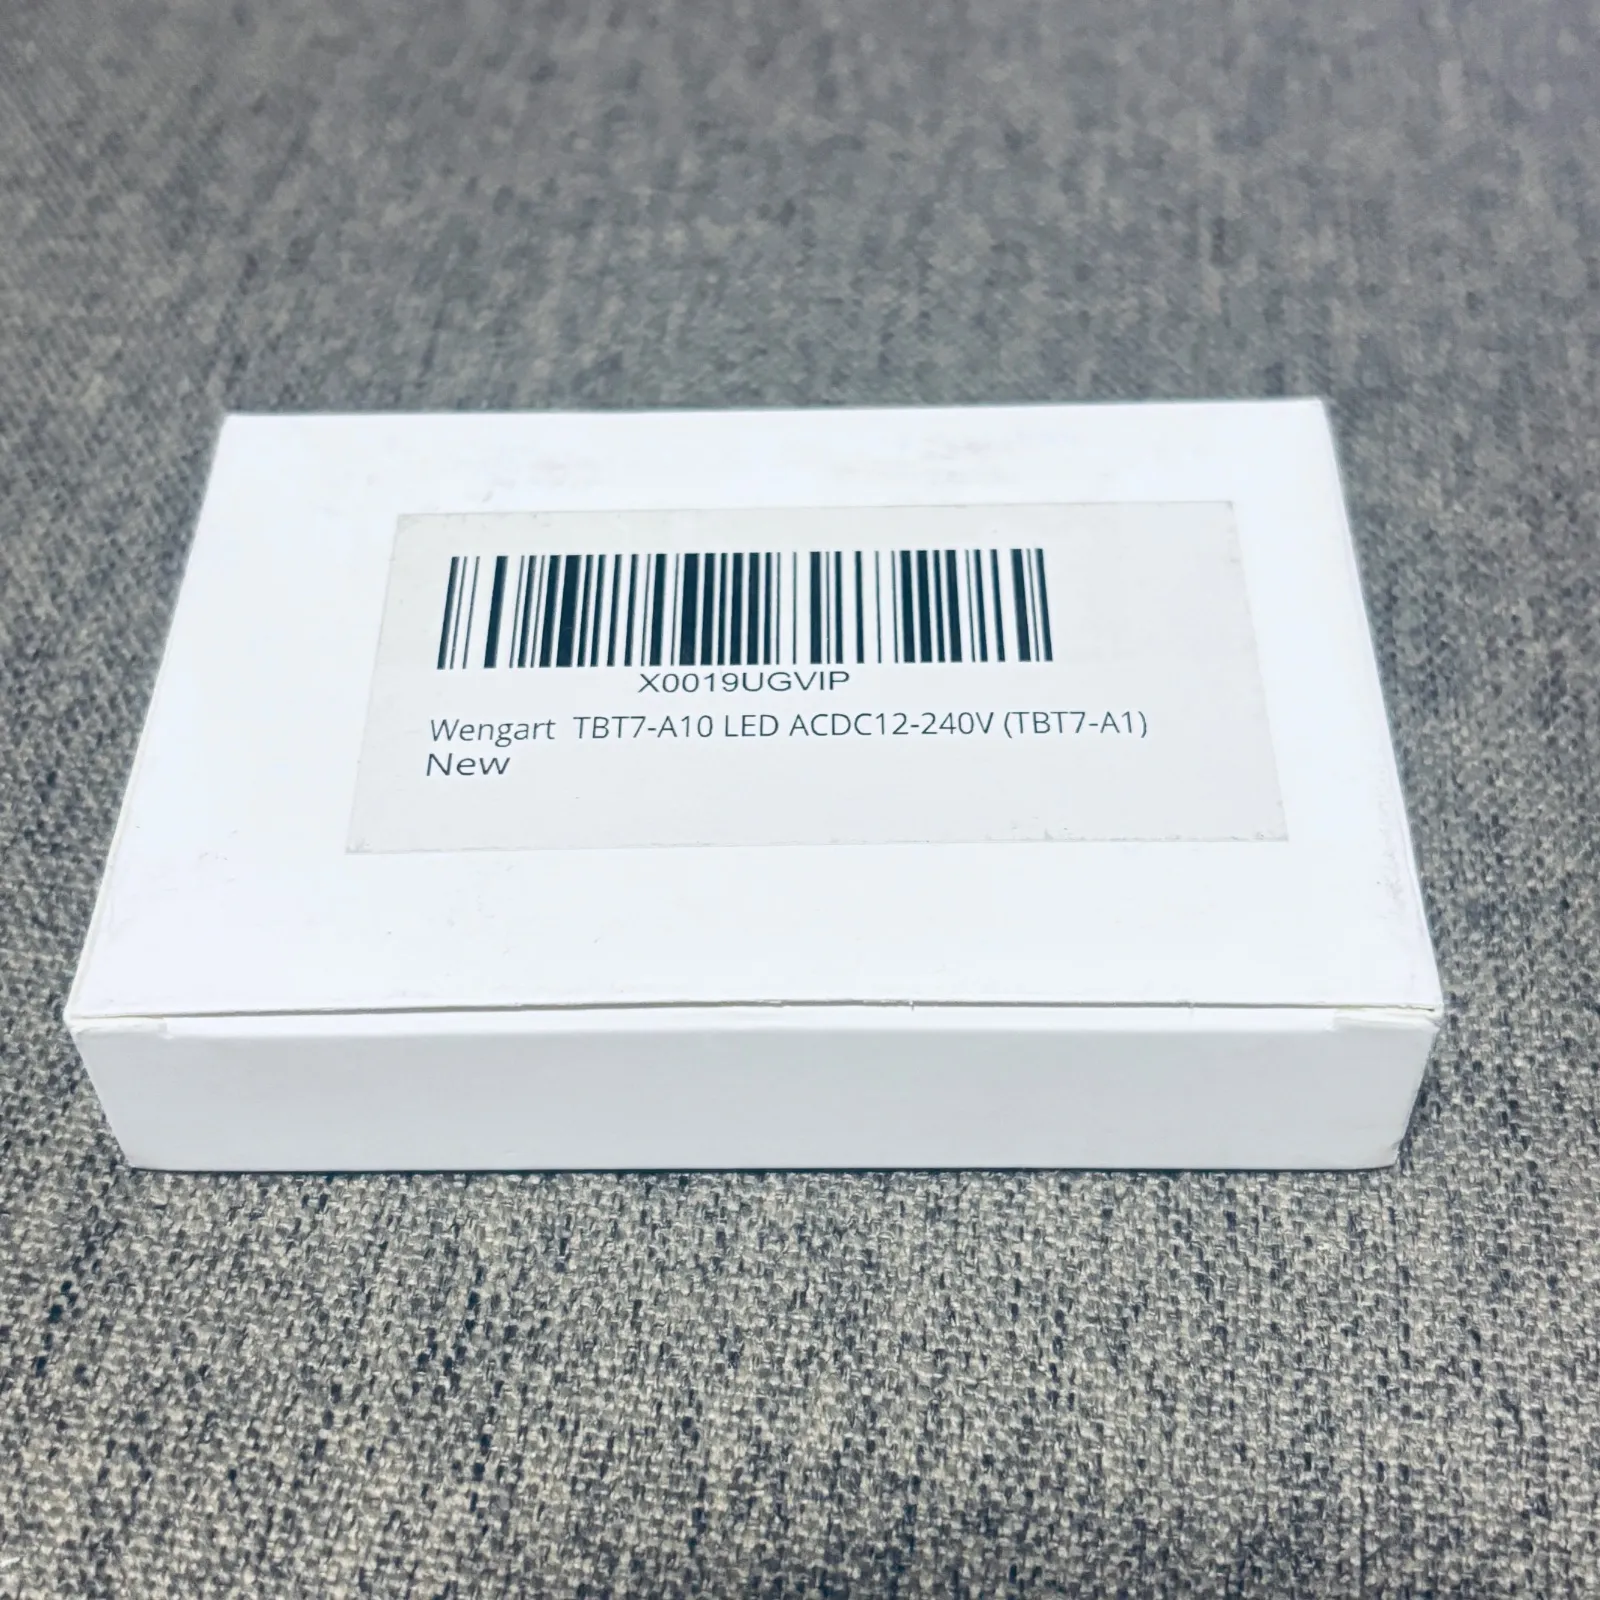 X0019UGVIP
Wengart TBT7-A10 LED ACDC12-240V (TBT7-A1)
New